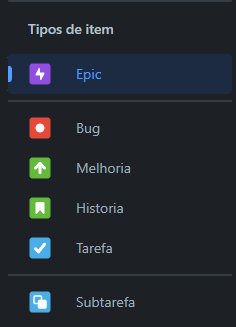 Tipos de item
Epic
Bug
Melhoria
Historia
Tarefa
Subtarefa